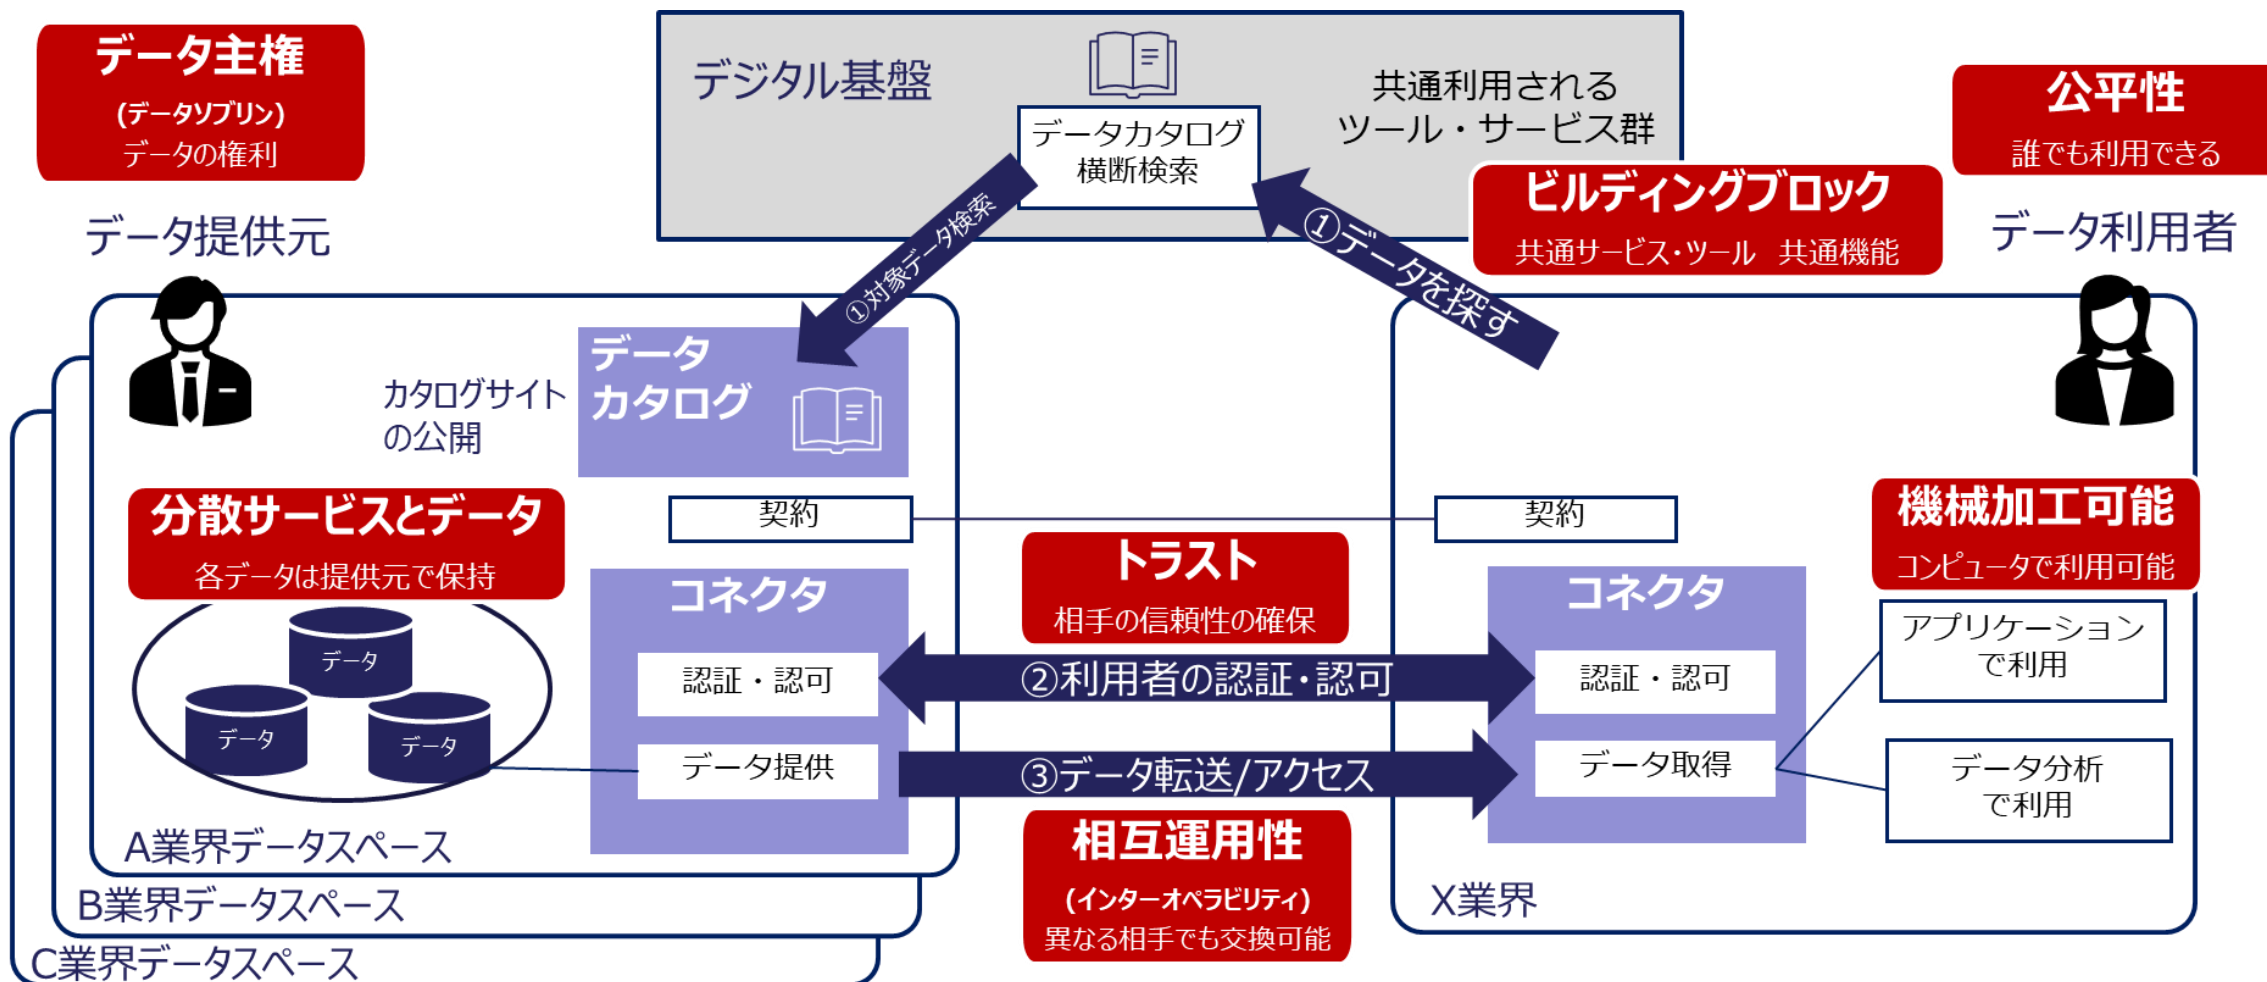 データ主権
(データソブリン)
データの権利
デジタル基盤
データカタログ
横断検索
共通利用される
ツール・サービス群
公平性
誰でも利用できる
ビルディングブロック
共通サービス・ツール　共通機能
データ提供元
データ利用者
①対象データ検索
①データを探す
カタログサイト
の公開
データ
カタログ
契約
契約
分散サービスとデータ
各データは提供元で保持
トラスト
相手の信頼性の確保
機械加工可能
コンピュータで利用可能
データ
データ
データ
コネクタ
認証・認可
データ提供
②利用者の認証・認可
③データ転送/アクセス
コネクタ
認証・認可
データ取得
アプリケーション
で利用
データ分析
で利用
相互運用性
(インターオペラビリティ)
異なる相手でも交換可能
A業界データスペース
B業界データスペース
C業界データスペース
X業界